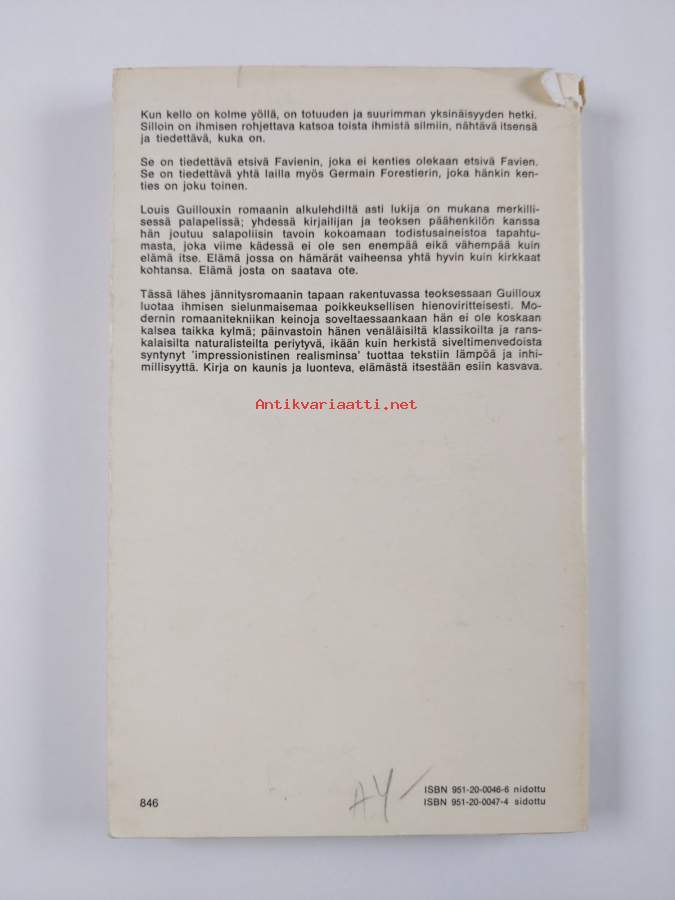 Kun kello on kolme yöllä, on totuuden ja suurimman yksinäisyyden hetki.
Silloin on ihmisen rohjettava katsoa toista ihmistä silmiin, nähtävä itsensä
ja tiedettävä, kuka on.
Se on tiedettävä etsivä Favienin, joka ei kenties olekaan etsivä Favien.
Se on tiedettävä yhtä lailla myös Germain Forestierin, joka hänkin ken-
ties on joku toinen.
Louis Guillouxin romaanin alkulehdiltä asti lukija on mukana merkilli-
sessä palapelissä; yhdessä kirjailijan ja teoksen päähenkilön kanssa
hän joutuu salapoliisin tavoin kokoamaan todistusaineistoa tapahtu-
masta, joka viime kädessä ei ole sen enempää eikä vähempää kuin
elämä itse. Elämä jossa on hämärät vaiheensa yhtä hyvin kuin kirkkaat
kohtansa. Elämä josta on saatava ote.
Tässä lähes jännitysromaanin tapaan rakentuvassa teoksessaan Guilloux
luotaa ihmisen sielunmaisemaa poikkeuksellisen hienoviritteisesti. Mo-
dernin romaanitekniikan keinoja soveltaessaankaan hän ei ole koskaan
kalsea taikka kylmä; päinvastoin hänen venäläisiltä klassikoilta ja rans-
kalaisilta naturalisteilta periytyvä, ikään kuin herkistä siveltimenvedoista
syntynyt 'impressionistinen realisminsa' tuottaa tekstiin lämpöä ja inhi-
millisyyttä. Kirja on kaunis ja luonteva, elämästä itsestään esiin kasvava.
Antikvariaatti.net
AY
ISBN 951-20-0046-6 nidottu
846
ISBN 951-20-0047-4 sidottu